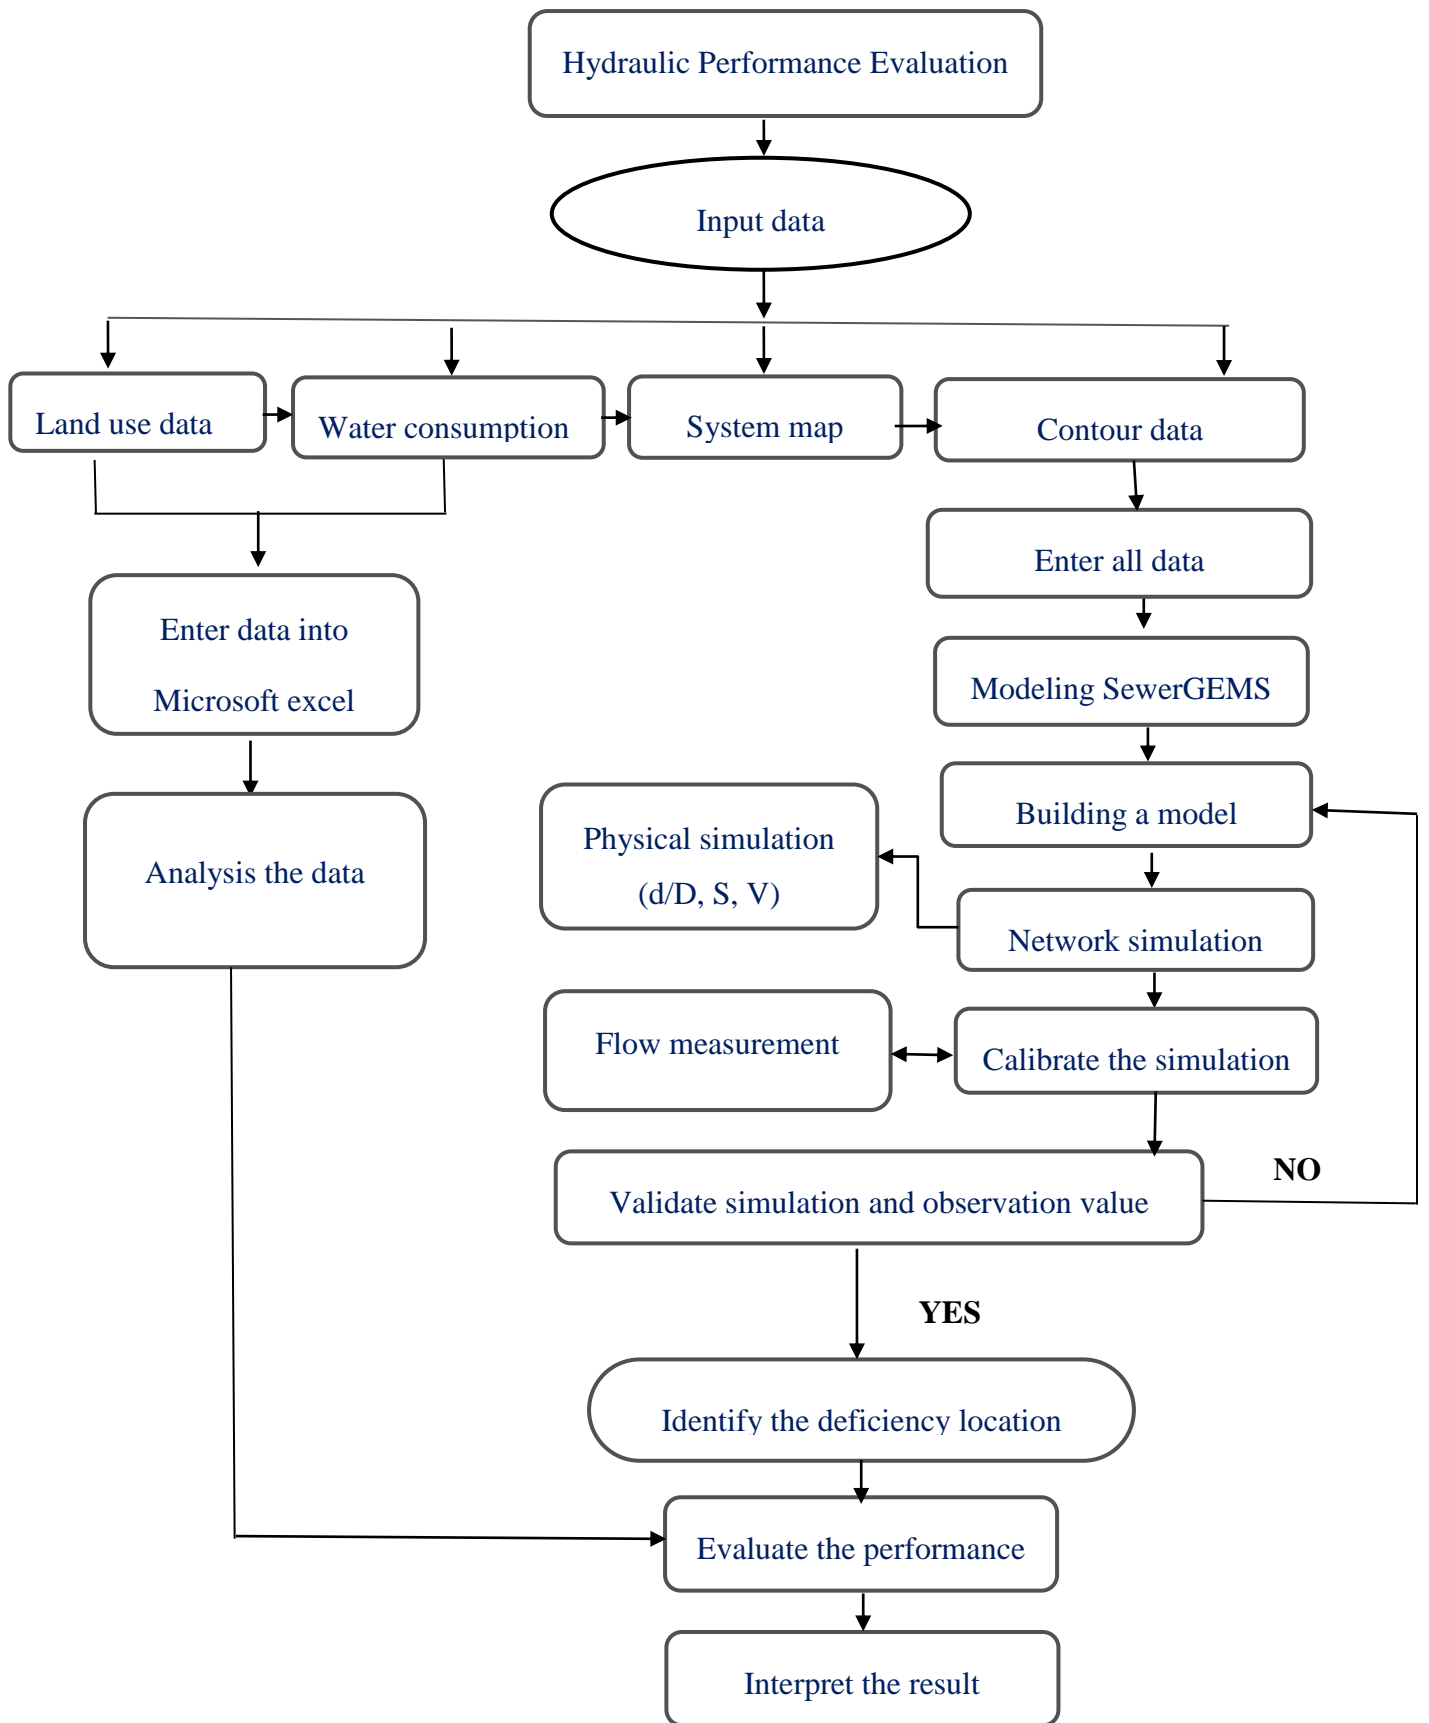 Hydraulic Performance Evaluation
Input data
Land use data
Water consumption
System map
Contour data
Enter all data
Enter data into
Microsoft excel
Modeling SewerGEMS
Building a model
Physical simulation
(d/D, S, V)
Analysis the data
Network simulation
Flow measurement
Calibrate the simulation
Validate simulation and observation value
NO
YES
Identify the deficiency location
Evaluate the performance
Interpret the result